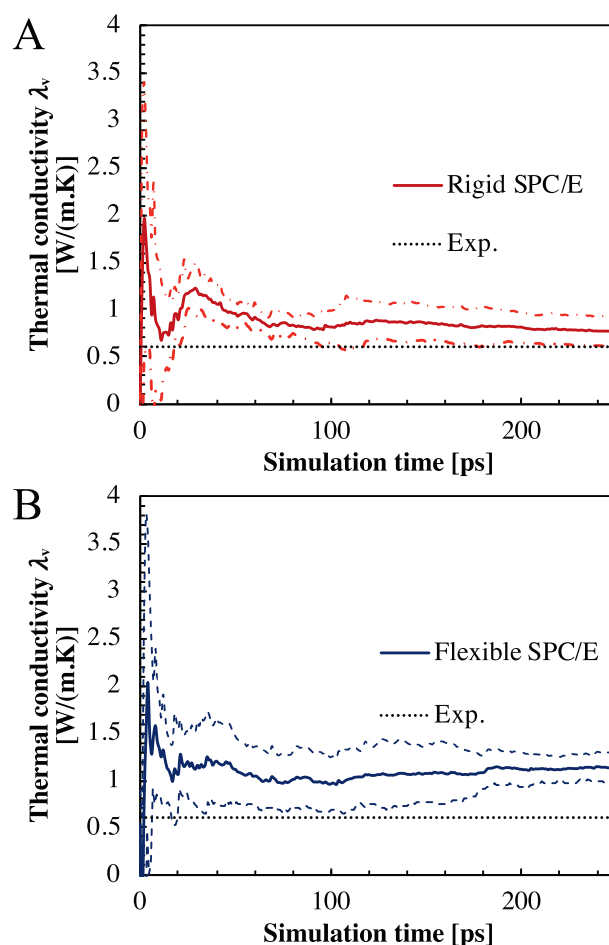 A
Thermal conductivity λv
[W/(m.K)]
4
3.5
3
2.5
2
1.5
1
0.5
0
Rigid SPC/E
Exp.
0
100
200
Simulation time [ps]
B
Thermal conductivity λv
[W/(m.K)]
4
3.5
3
2.5
2
1.5
1
0.5
0
Flexible SPC/E
Exp.
0
100
200
Simulation time [ps]